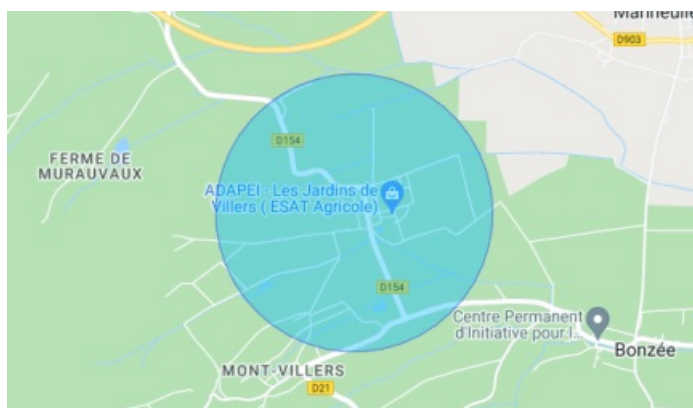 D903
D154
FERME DE
MURAUVAUX
ADAPEI - Les Jardins de
Villers ( ESAT Agricole)
D154
Centre Permanent
d'Initiative pour l...
Bonzée
MONT-VILLERS
D21